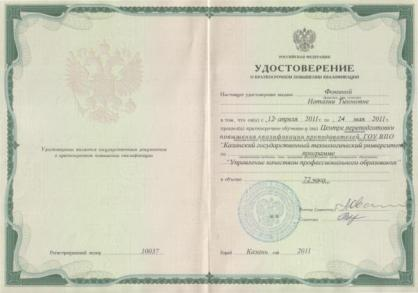 Удостоверение является государственным документом
о краткосрочном повышении квалификации
Регистрационный номер 10037
РОССИЙСКАЯ ФЕДЕРАЦИЯ
УДОСТОВЕРЕНИЕ
О КРАТКОСРОЧНОМ ПОВЫШЕНИИ КВАЛИФИКАЦИИ
Настоящее удостоверение выдано Фоминой
Наталии
в том, что он(а) с 12 апреля 2011 г. по 24 мая 2011 г.
прошел(а) краткосрочное обучение в (на) Центре переподготовки
повышения квалификации преподавателей ГОУ ВПО
"Казанский государственный технологический университет"
по программе
"Управление качеством профессионального образования"
в объеме 72 часа
Город Казань год 2011